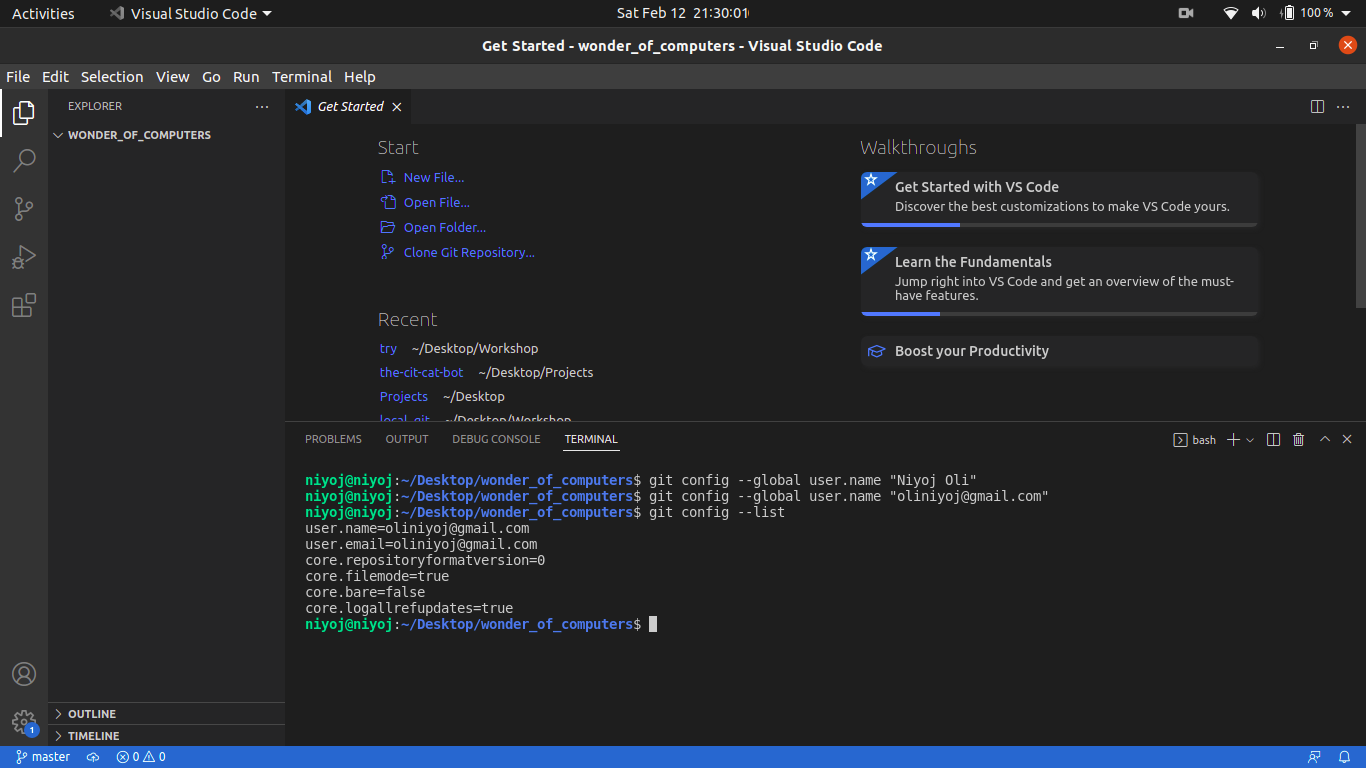 Activities
Visual Studio Code
Sat Feb 12 21:30:01
100 %
Get Started - wonder_of_computers - Visual Studio Code
File Edit Selection View Go Run Terminal Help
EXPLORER
WONDER_OF_COMPUTERS
OUTLINE
TIMELINE
1
Get Started
Start
New File...
Open File...
Open Folder...
Clone Git Repository...
Recent
try ~/Desktop/Workshop
the-cit-cat-bot ~/Desktop/Projects
Projects ~/Desktop
local_git ~/Desktop/Workshop
Walkthroughs
Get Started with VS Code
Discover the best customizations to make VS Code yours.
Learn the Fundamentals
Jump right into VS Code and get an overview of the must-
have features.
Boost your Productivity
PROBLEMS OUTPUT DEBUG CONSOLE TERMINAL
bash
niyoj@niyoj:~/Desktop/wonder_of_computers$ git config --global user.name "Niyoj Oli"
niyoj@niyoj:~/Desktop/wonder_of_computers$ git config --global user.name "oliniyoj@gmail.com"
niyoj@niyoj:~/Desktop/wonder_of_computers$ git config --list
user.name=oliniyoj@gmail.com
user.email=oliniyoj@gmail.com
core.repositoryformatversion=0
core.filemode=true
core.bare=false
core.logallrefupdates=true
niyoj@niyoj:~/Desktop/wonder_of_computers$
master
0 0